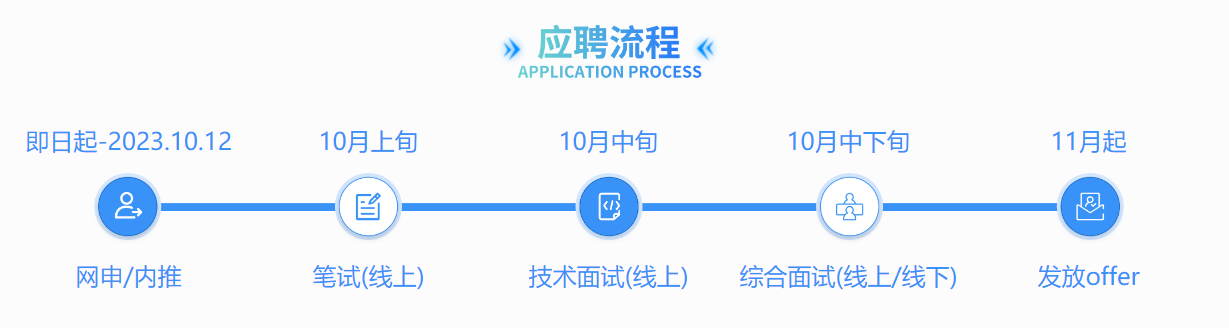 应聘流程
APPLICATION PROCESS
即日起-2023.10.12
10月上旬
10月中旬
10月中下旬
11月起
网申/内推
笔试(线上)
技术面试(线上)
综合面试(线上/线下)
发放offer